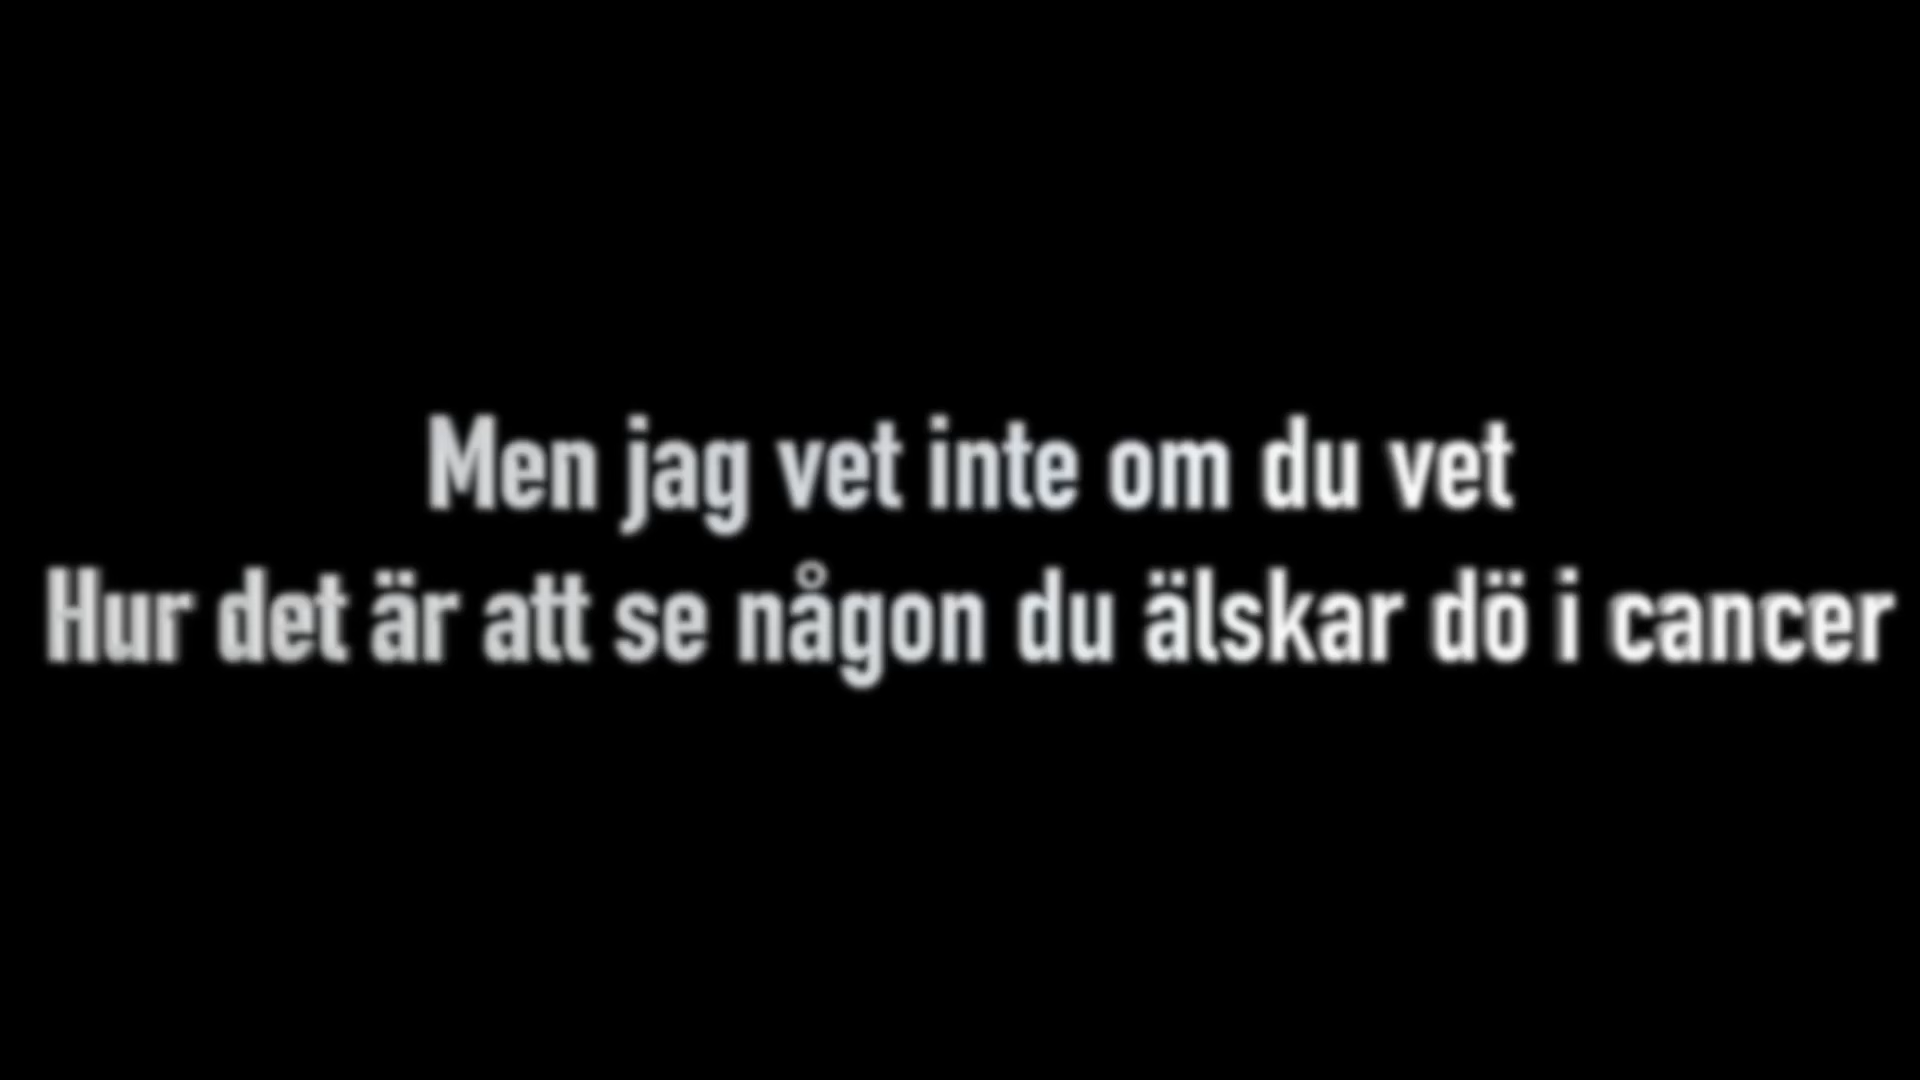 Men jag vet inte om du vet
Hur det är att se någon du älskar dö i cancer